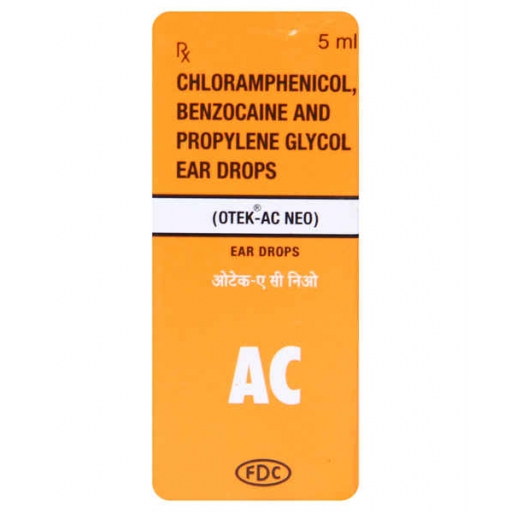 ℞ 5 ml
CHLORAMPHENICOL,
BENZOCAINE AND
PROPYLENE GLYCOL
EAR DROPS
(OTEK®-AC NEO)
EAR DROPS
ओटेक-ए सी निओ
AC
FDC